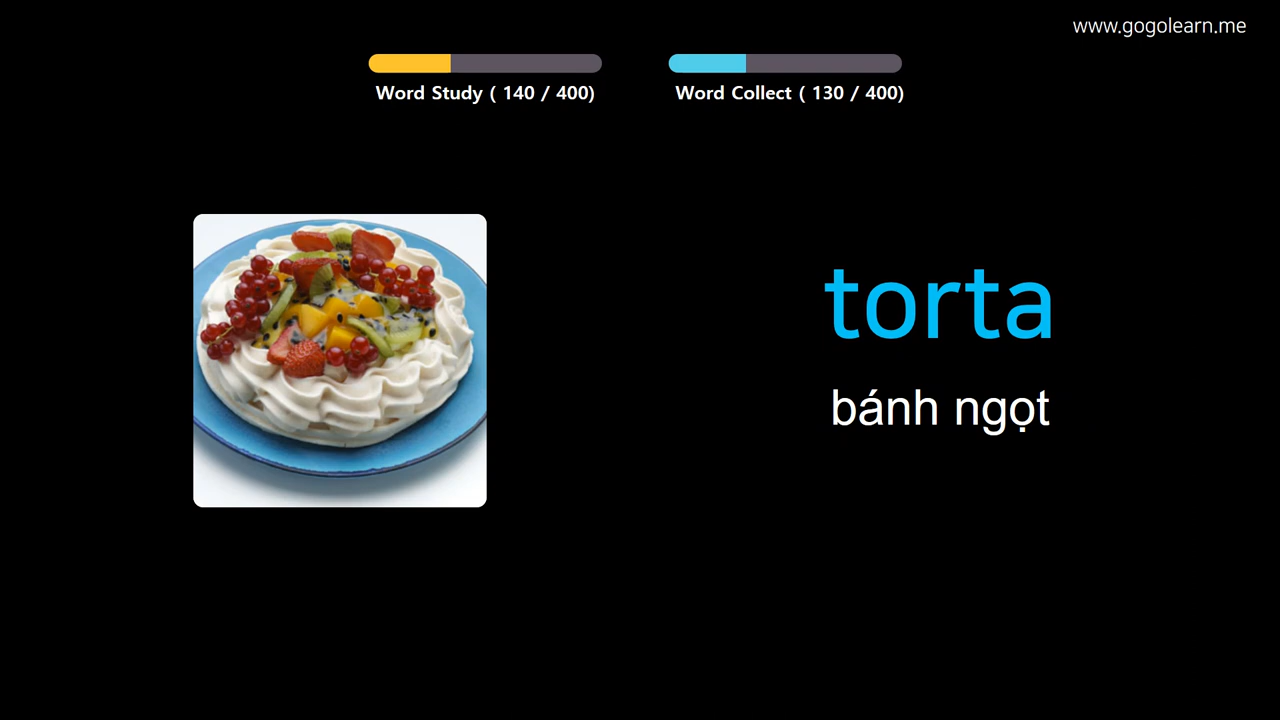 www.gogolearn.me
Word Study ( 140 / 400)
Word Collect ( 130 / 400)
torta
bánh ngọt